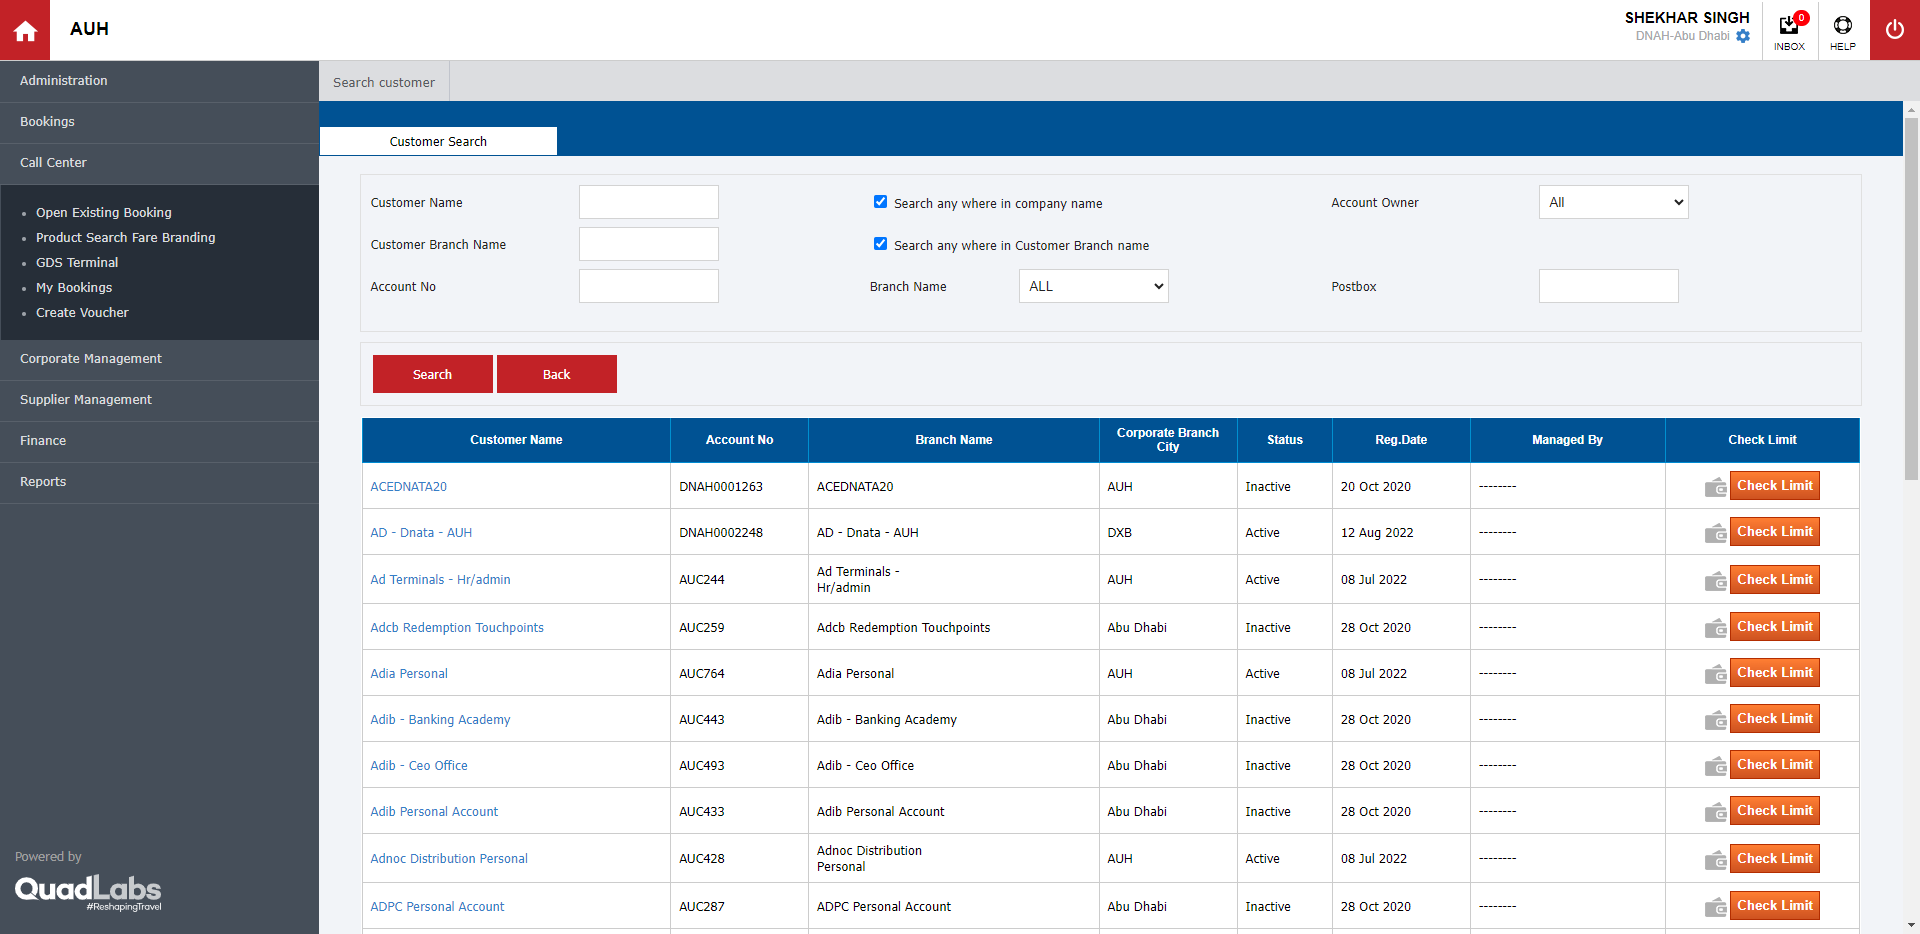 AUH
SHEKHAR SINGH
DNAH-Abu Dhabi
0
INBOX
HELP
Administration
Bookings
Call Center
Open Existing Booking
Product Search Fare Branding
GDS Terminal
My Bookings
Create Voucher
Corporate Management
Supplier Management
Finance
Reports
Powered by
QuadLabs
#ReshapingTravel
Search customer
Customer Search
Customer Name
Search any where in company name
Account Owner
All
Customer Branch Name
Search any where in Customer Branch name
Account No
Branch Name
ALL
Postbox
Search
Back
Customer Name Account No Branch Name Corporate Branch City Status Reg.Date Managed By Check Limit
ACEDNATA20 DNAH0001263 ACEDNATA20 AUH Inactive 20 Oct 2020 -------- Check Limit
AD - Dnata - AUH DNAH0002248 AD - Dnata - AUH DXB Active 12 Aug 2022 -------- Check Limit
Ad Terminals - Hr/admin AUC244 Ad Terminals - Hr/admin AUH Active 08 Jul 2022 -------- Check Limit
Adcb Redemption Touchpoints AUC259 Adcb Redemption Touchpoints Abu Dhabi Inactive 28 Oct 2020 -------- Check Limit
Adia Personal AUC764 Adia Personal AUH Active 08 Jul 2022 -------- Check Limit
Adib - Banking Academy AUC443 Adib - Banking Academy Abu Dhabi Inactive 28 Oct 2020 -------- Check Limit
Adib - Ceo Office AUC493 Adib - Ceo Office Abu Dhabi Inactive 28 Oct 2020 -------- Check Limit
Adib Personal Account AUC433 Adib Personal Account Abu Dhabi Inactive 28 Oct 2020 -------- Check Limit
Adnoc Distribution Personal AUC428 Adnoc Distribution Personal AUH Active 08 Jul 2022 -------- Check Limit
ADPC Personal Account AUC287 ADPC Personal Account Abu Dhabi Inactive 28 Oct 2020 -------- Check Limit